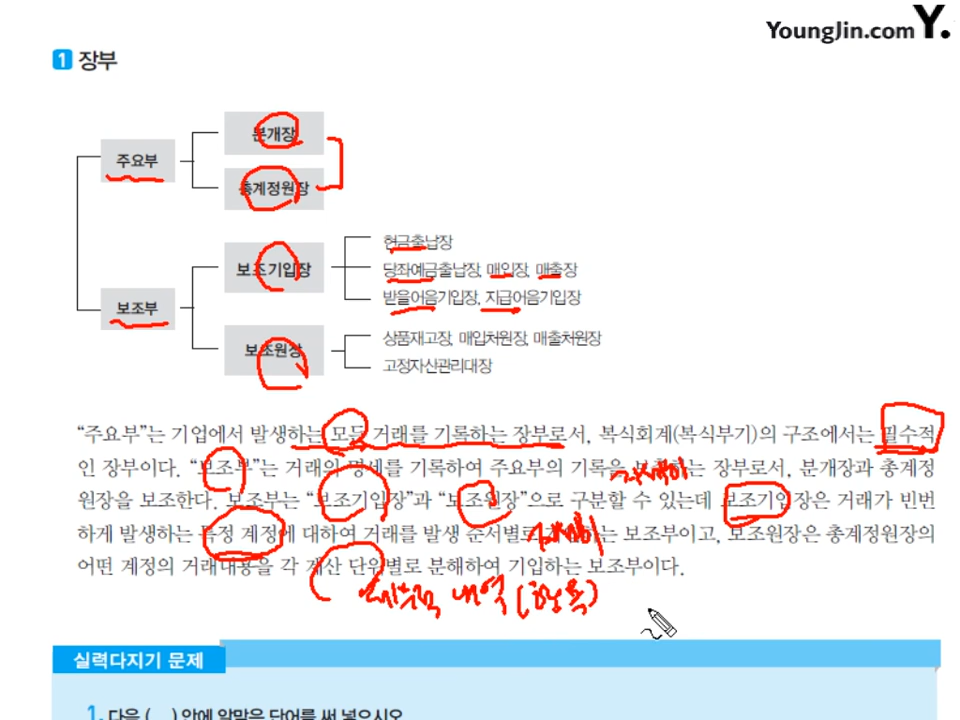 YoungJin.com Y.
1 장부
주요부
분개장
총계정원장
보조부
보조기입장
현금출납장
당좌예금출납장, 매입장, 매출장
받을어음기입장, 지급어음기입장
보조원장
상품재고장, 매입처원장, 매출처원장
고정자산관리대장
“주요부”는 기업에서 발생하는 모든 거래를 기록하는 장부로서, 복식회계(복식부기)의 구조에서는 필수적
인 장부이다. “보조부”는 거래의 명세를 기록하여 주요부의 기록을 하는 장부로서, 분개장과 총계정
원장을 보조한다. 보조부는 “보조기입장”과 “보조원장”으로 구분할 수 있는데 보조기입장은 거래가 빈번
하게 발생하는 특정 계정에 대하여 거래를 발생 순서별로 는 보조부이고, 보조원장은 총계정원장의
어떤 계정의 거래내용을 각 계산 단위별로 분해하여 기입하는 보조부이다.
내역 (항목)
실력다지기 문제
1. 다음 ( ) 안에 알맞은 단어를 써 넣으시오